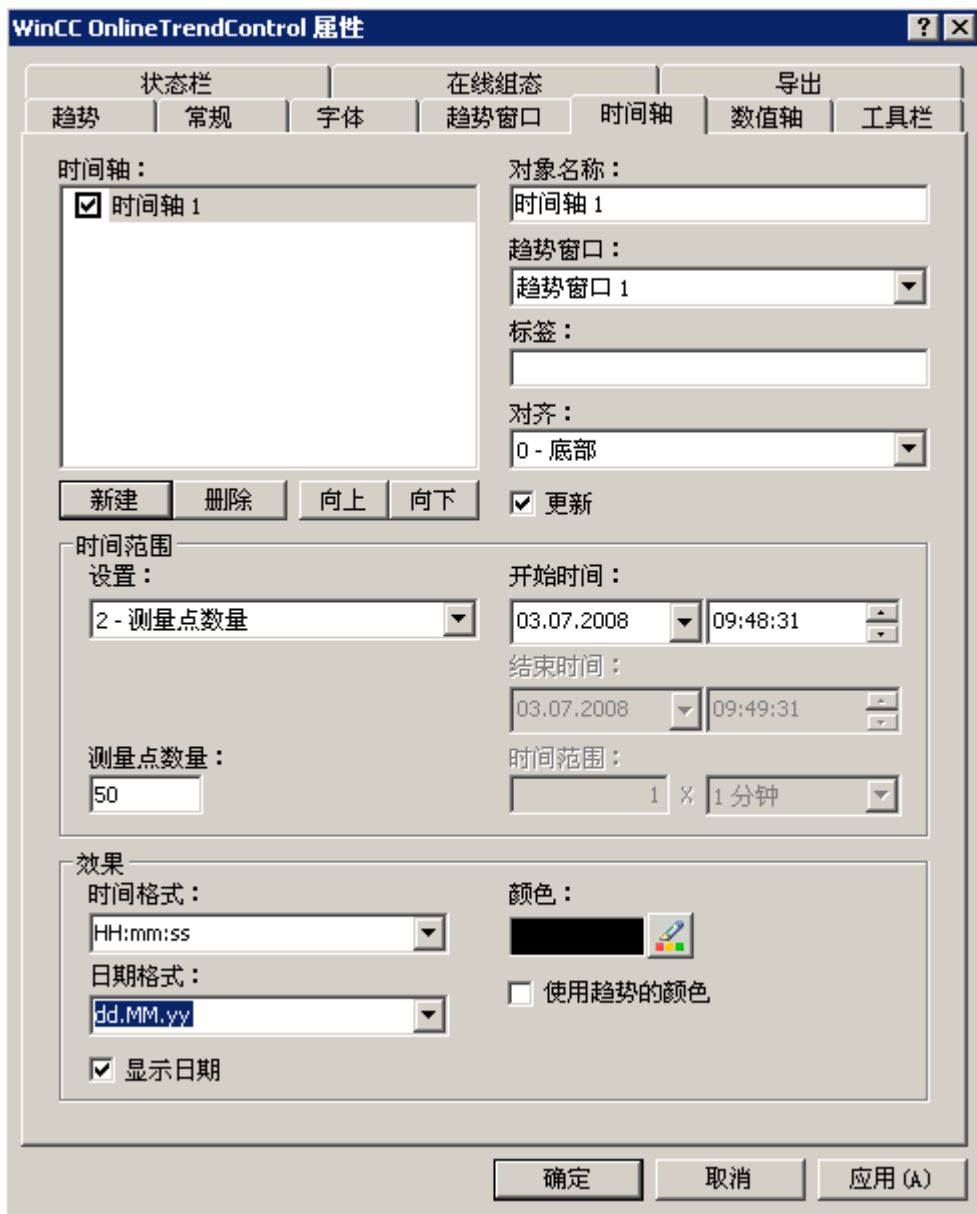 WinCC OnlineTrendControl 属性
状态栏 在线组态 导出
趋势 常规 字体 趋势窗口 时间轴 数值轴 工具栏
时间轴：
时间轴 1
对象名称：
时间轴 1
趋势窗口：
趋势窗口 1
标签：
对齐：
0 - 底部
新建 删除 向上 向下
更新
时间范围
设置：
2 - 测量点数量
开始时间：
03.07.2008 09:48:31
结束时间：
03.07.2008 09:49:31
测量点数量：
50
时间范围：
1 X 1 分钟
效果
时间格式：
HH:mm:ss
颜色：
日期格式：
dd.MM.yy
使用趋势的颜色
显示日期
确定 取消 应用(A)